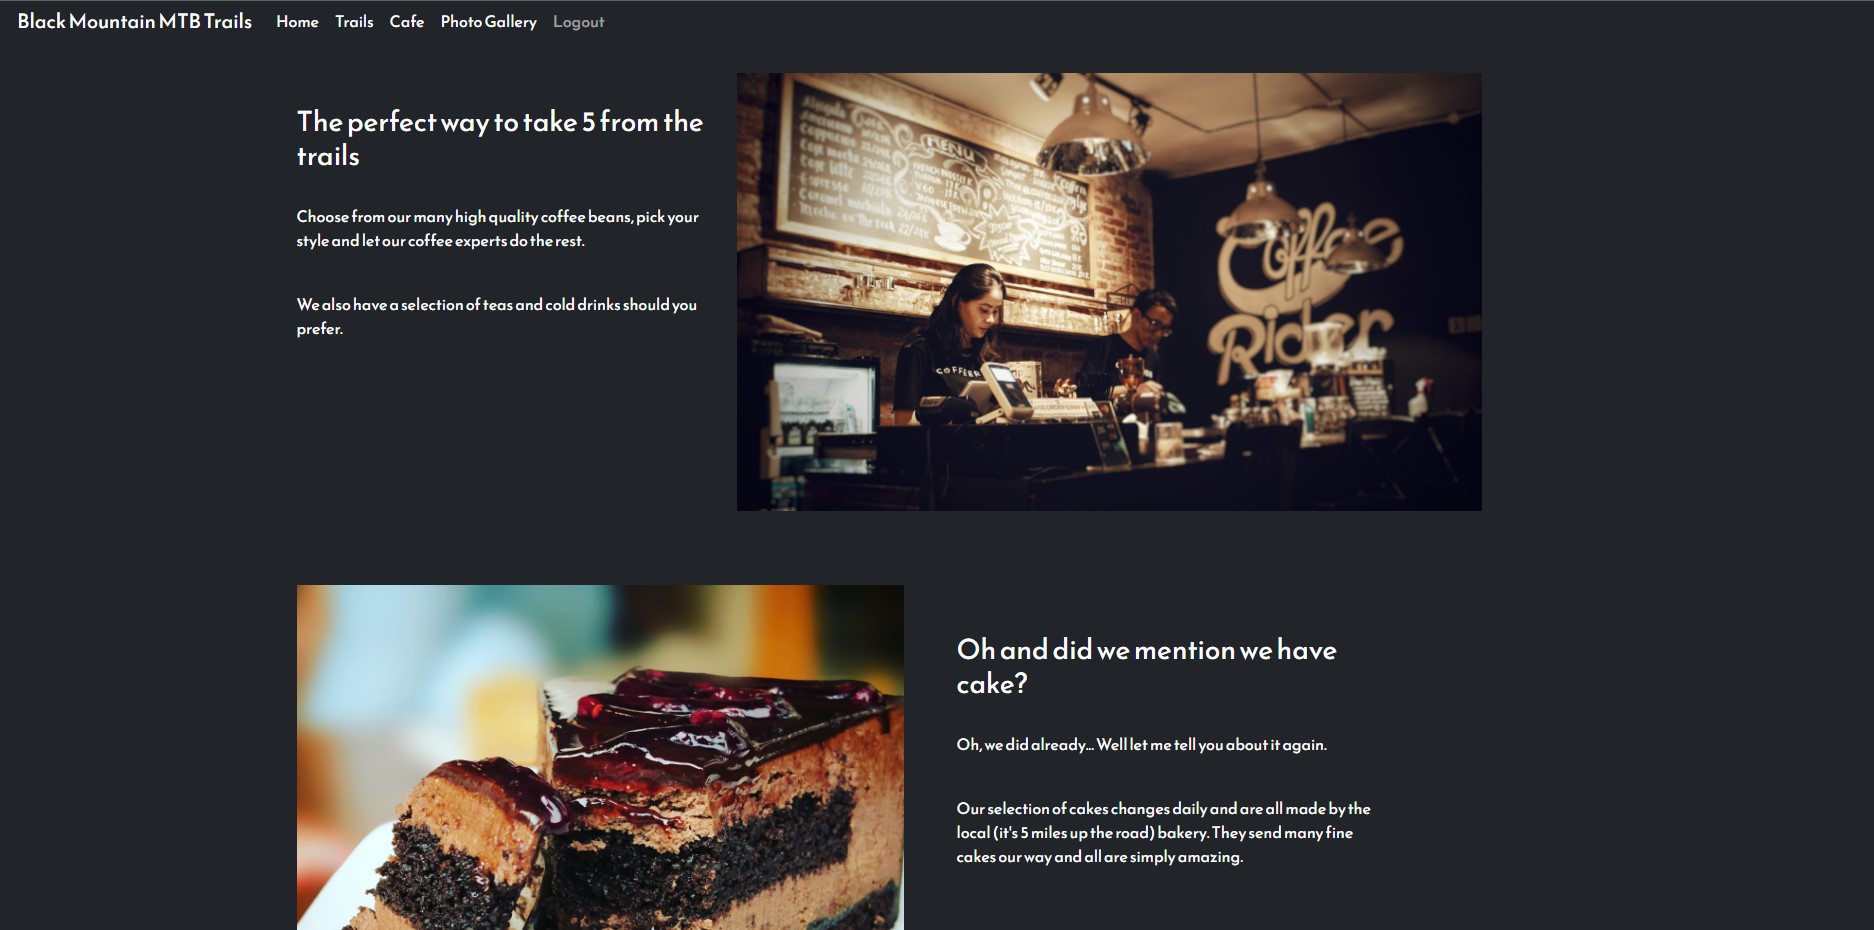 Black Mountain MTB Trails Home Trails Cafe Photo Gallery Logout
The perfect way to take 5 from the
trails
Choose from our many high quality coffee beans, pick your
style and let our coffee experts do the rest.
We also have a selection of teas and cold drinks should you
prefer.
MENU
Coffee
Rider
Oh and did we mention we have
cake?
Oh, we did already... Well let me tell you about it again.
Our selection of cakes changes daily and are all made by the
local (it's 5 miles up the road) bakery. They send many fine
cakes our way and all are simply amazing.